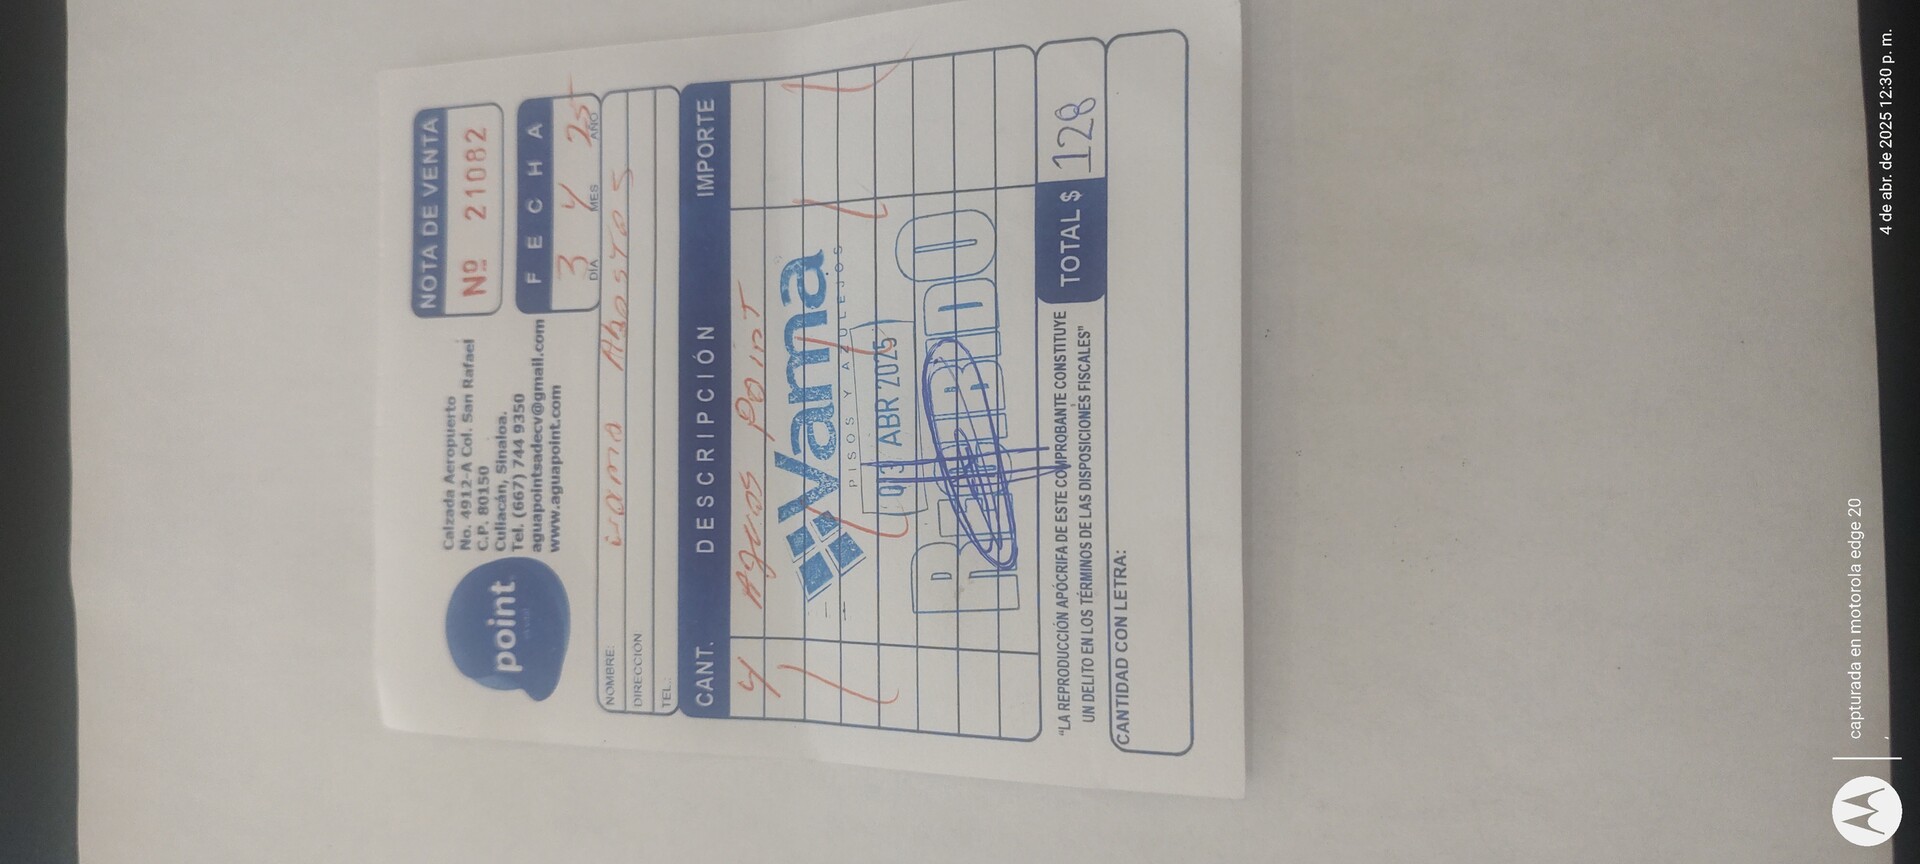 point
Calzada Aeropuerto
No. 4912-A Col. San Rafael
C.P. 80150
Culiacán, Sinaloa.
Tel. (667) 744 9350
aguapointsadecv@gmail.com
www.aguapoint.com
NOTA DE VENTA
Nº 21082
FECHA
3 4 25
DÍA MES AÑO
NOMBRE: Vama Abastos
DIRECCIÓN
TEL.:
CANT. DESCRIPCIÓN IMPORTE
4 Aguas Point
Vama
PISOS Y AZULEJOS
03 ABR 2025
RECIBIDO
"LA REPRODUCCIÓN APÓCRIFA DE ESTE COMPROBANTE CONSTITUYE
UN DELITO EN LOS TÉRMINOS DE LAS DISPOSICIONES FISCALES"
TOTAL $ 128
CANTIDAD CON LETRA:
capturada en motorola edge 20
4 de abr. de 2025 12:30 p. m.